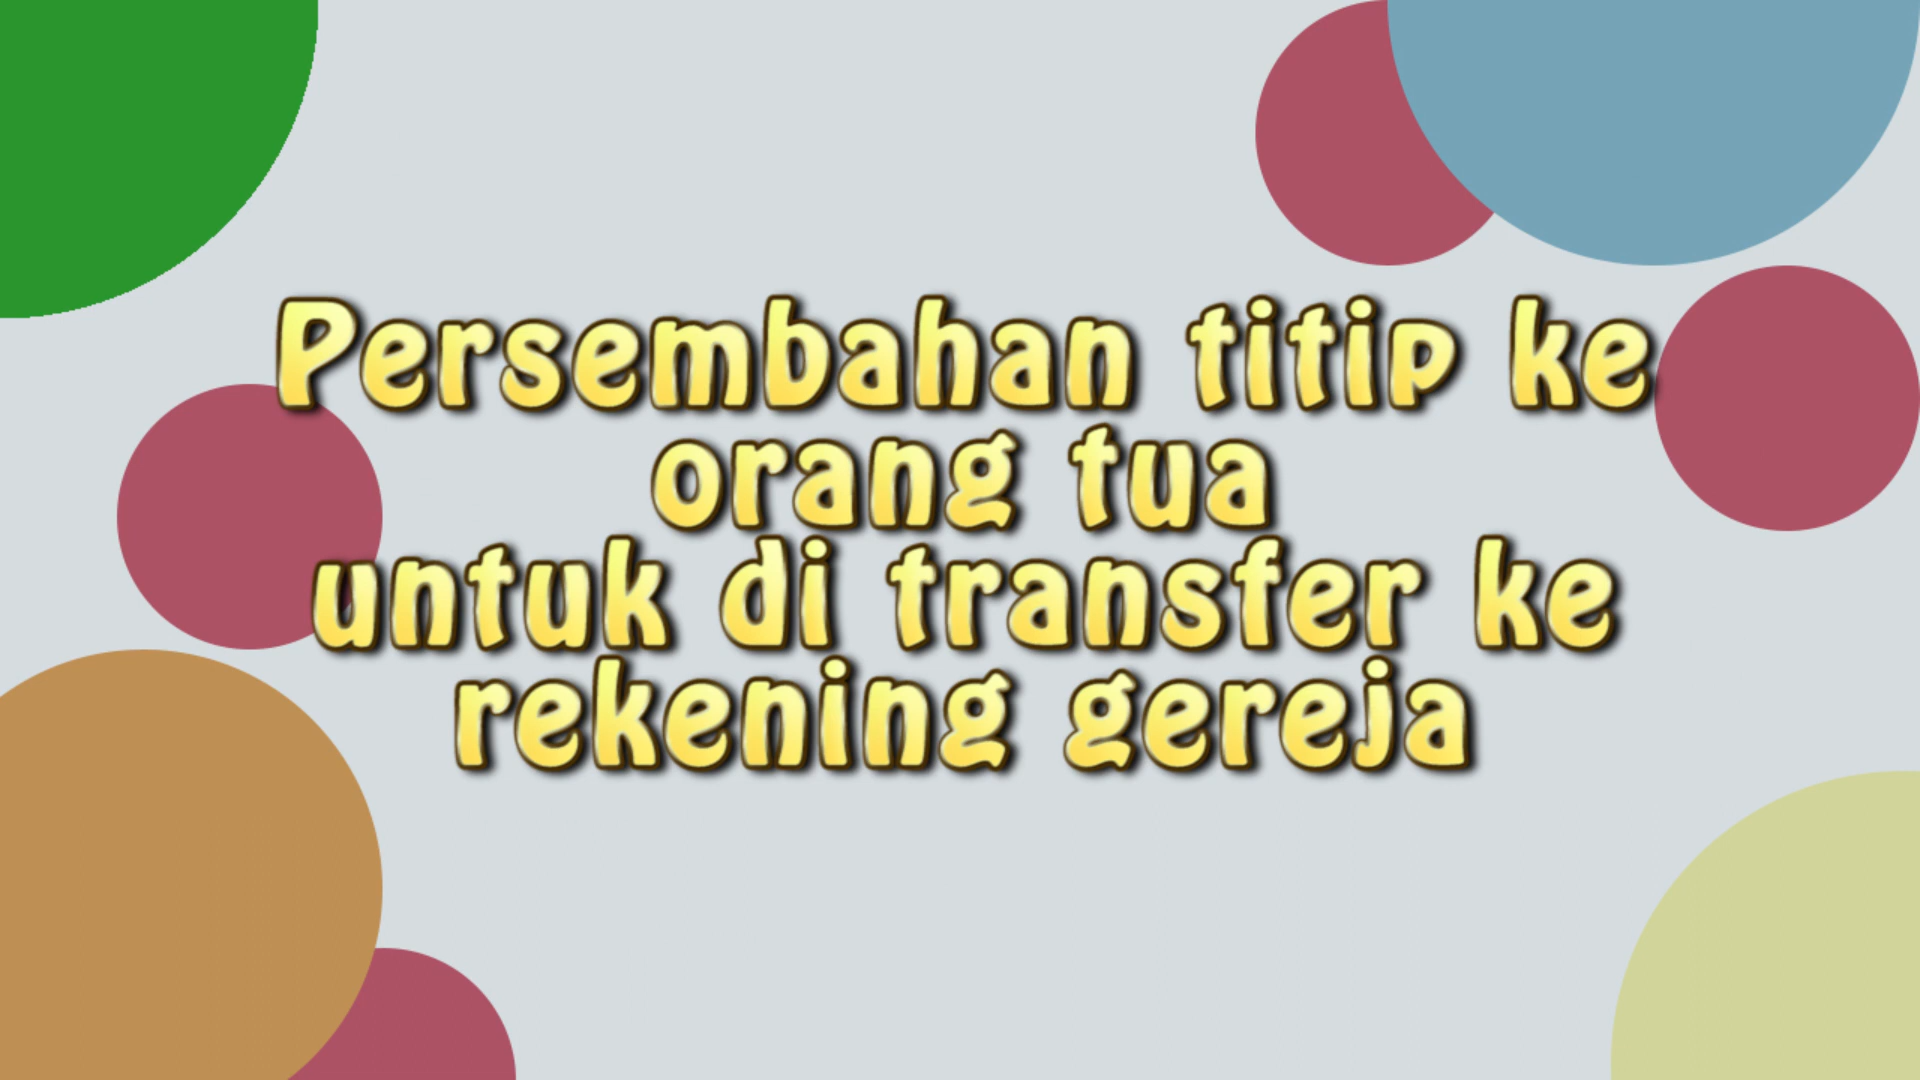 Persembahan titip ke
orang tua
untuk di transfer ke
rekening gereja